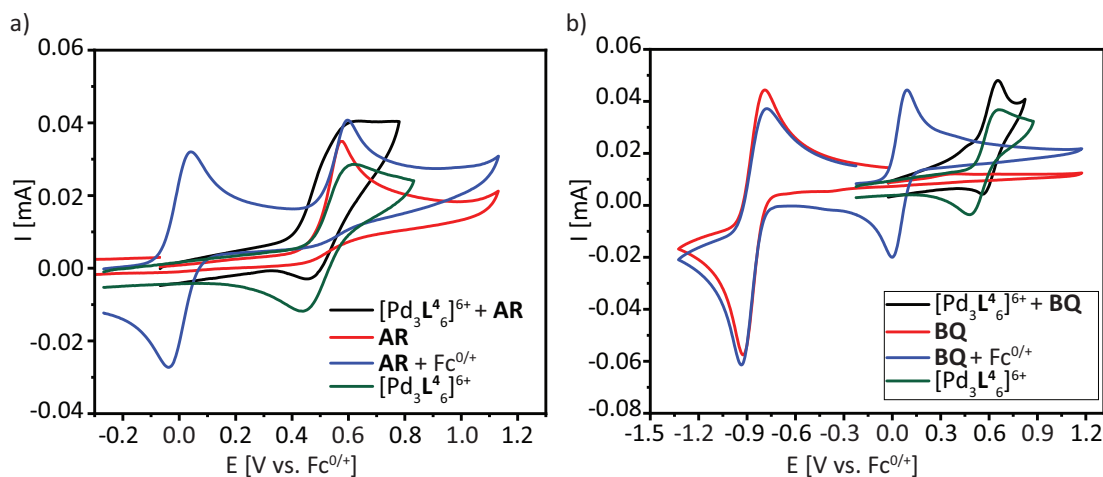 a)
0.06
0.04
0.02
0.00
-0.02
-0.04
I [mA]
-0.2 0.0 0.2 0.4 0.6 0.8 1.0 1.2
E [V vs. Fc⁰/⁺]
[Pd₃L⁴₆]⁶⁺ + AR
AR
AR + Fc⁰/⁺
[Pd₃L⁴₆]⁶⁺
b)
0.06
0.04
0.02
0.00
-0.02
-0.04
-0.06
-0.08
I [mA]
-1.5 -1.2 -0.9 -0.6 -0.3 0.0 0.3 0.6 0.9 1.2
E [V vs. Fc⁰/⁺]
[Pd₃L⁴₆]⁶⁺ + BQ
BQ
BQ + Fc⁰/⁺
[Pd₃L⁴₆]⁶⁺